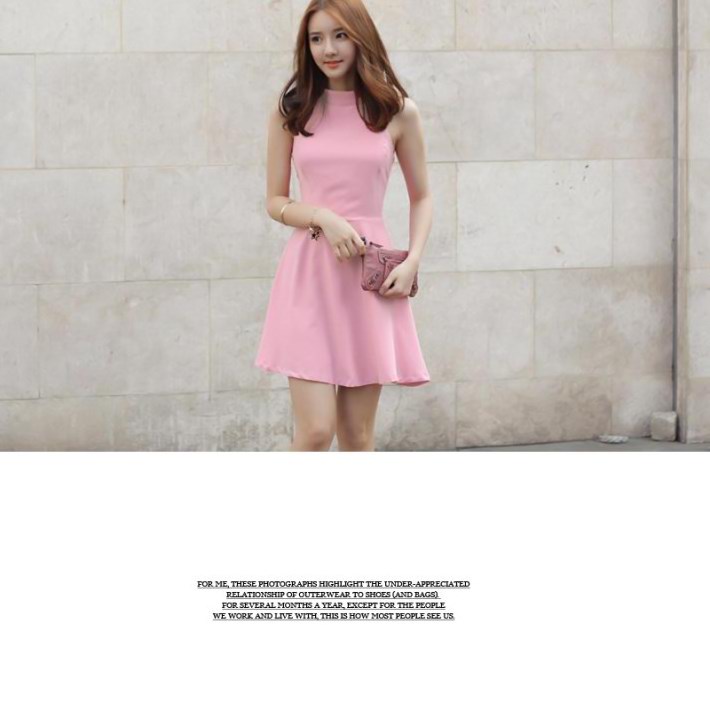 FOR ME, THESE PHOTOGRAPHS HIGHLIGHT THE UNDER-APPRECIATED
RELATIONSHIP OF OUTERWEAR TO SHOES (AND BAGS).
FOR SEVERAL MONTHS A YEAR, EXCEPT FOR THE PEOPLE
WE WORK AND LIVE WITH, THIS IS HOW MOST PEOPLE SEE US.